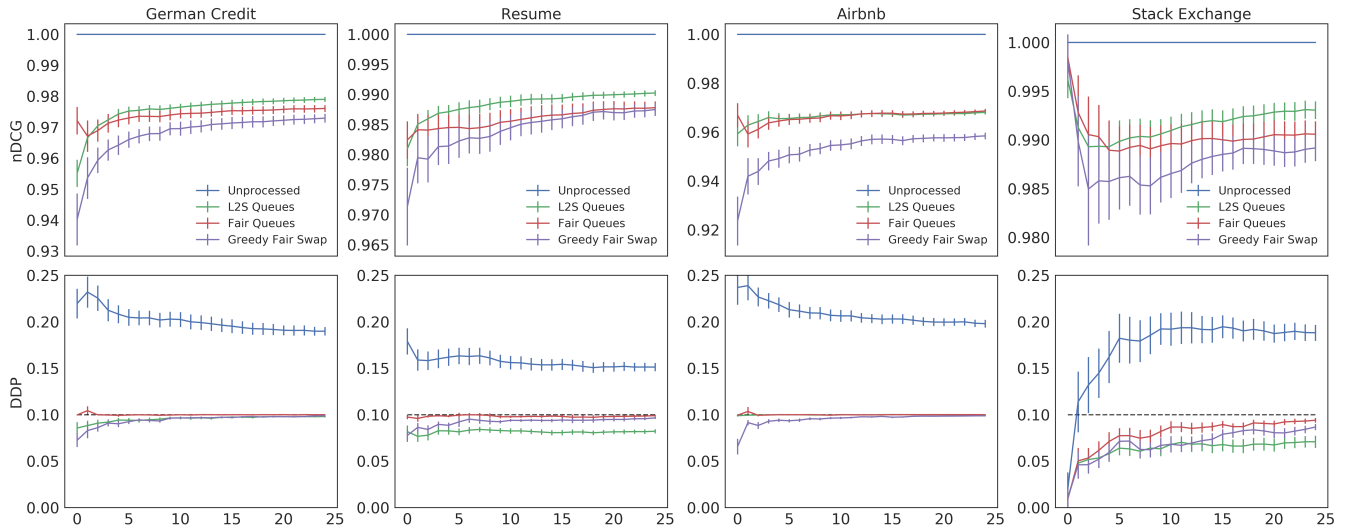 German Credit
Resume
Airbnb
Stack Exchange
nDCG
1.00
0.99
0.98
0.97
0.96
0.95
0.94
0.93
Unprocessed
L2S Queues
Fair Queues
Greedy Fair Swap
1.000
0.995
0.990
0.985
0.980
0.975
0.970
0.965
Unprocessed
L2S Queues
Fair Queues
Greedy Fair Swap
1.00
0.98
0.96
0.94
0.92
Unprocessed
L2S Queues
Fair Queues
Greedy Fair Swap
1.000
0.995
0.990
0.985
0.980
Unprocessed
L2S Queues
Fair Queues
Greedy Fair Swap
DDP
0.25
0.20
0.15
0.10
0.05
0.00
0 5 10 15 20 25
0.25
0.20
0.15
0.10
0.05
0.00
0 5 10 15 20 25
0.25
0.20
0.15
0.10
0.05
0.00
0 5 10 15 20 25
0.25
0.20
0.15
0.10
0.05
0.00
0 5 10 15 20 25